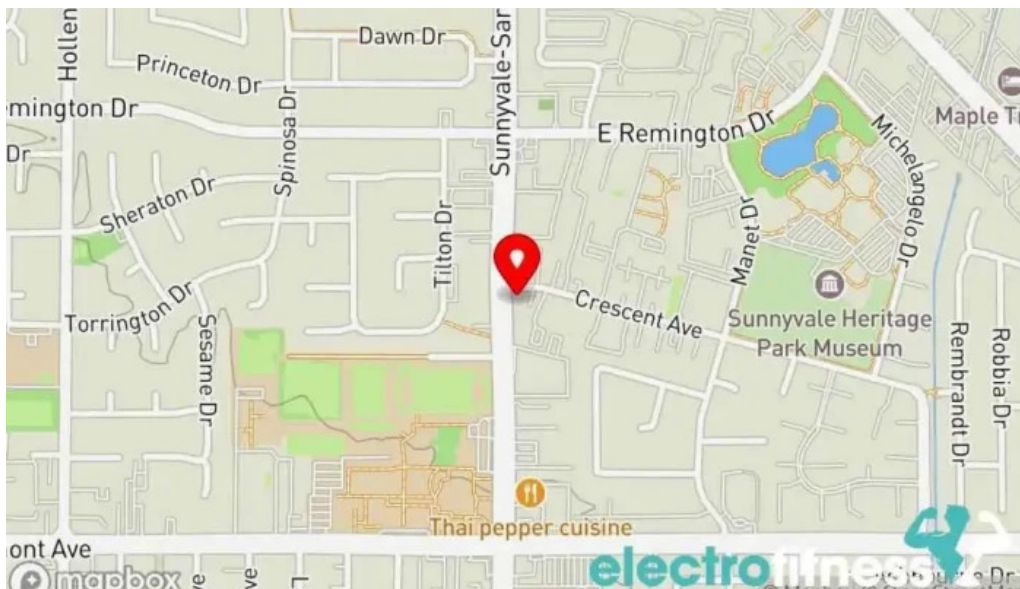 Hollen
Dawn Dr
Sunnyvale-Sar
Princeton Dr
emington Dr
Spinosa Dr
E Remington Dr
Maple Tr
Michelangelo Dr
Dr
Sheraton Dr
Tilton Dr
Manet Dr
Torrington Dr
Crescent Ave
Sesame Dr
Sunnyvale Heritage
Park Museum
Rembrandt Dr
Robbia Dr
Thai pepper cuisine
ont Ave
electrofitness
mapbox